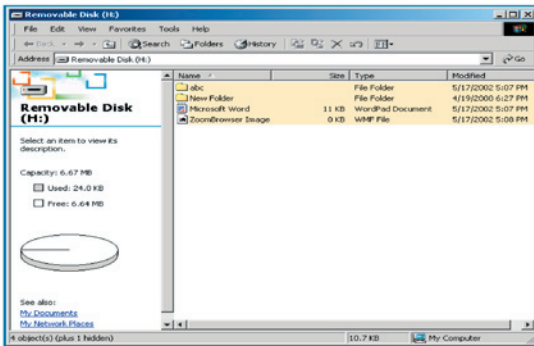 Removable Disk (H:)
File Edit View Favorites Tools Help
Back Search Folders History
Address Removable Disk (H:) Go
Removable Disk (H:)
Select an item to view its description.
Capacity: 6.67 MB
Used: 24.0 KB
Free: 6.64 MB
See also:
My Documents
My Network Places
Name Size Type Modified
abc File Folder 5/17/2002 5:07 PM
New Folder File Folder 4/19/2000 6:27 PM
Microsoft Word 11 KB WordPad Document 5/17/2002 5:07 PM
ZoomBrowser Image 0 KB WMF File 5/17/2002 5:08 PM
4 object(s) (plus 1 hidden) 10.7 KB My Computer